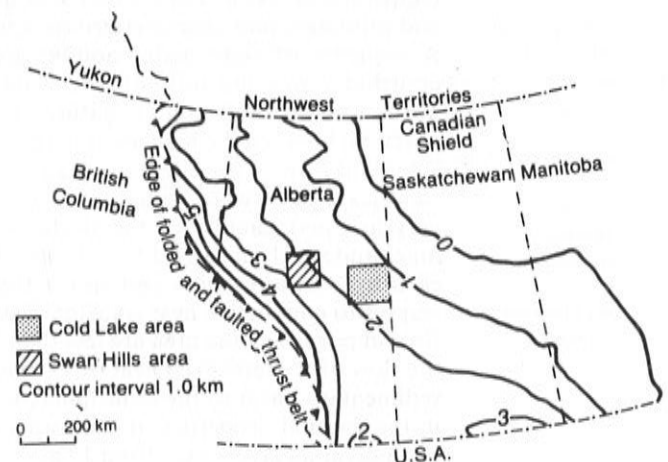 Yukon
Northwest Territories
Canadian
Shield
British
Columbia
Alberta
Saskatchewan
Manitoba
Edge of folded and faulted thrust belt
5
4
3
2
1
0
Cold Lake area
Swan Hills area
Contour interval 1.0 km
0 200 km
2
3
U.S.A.